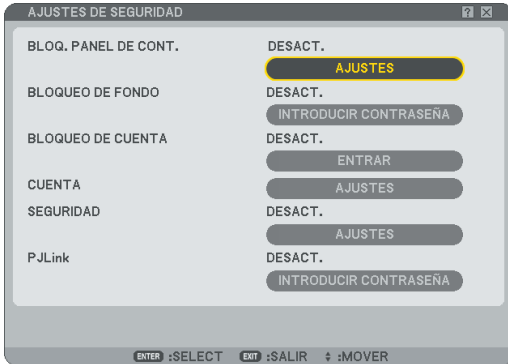 AJUSTES DE SEGURIDAD ? X
BLOQ. PANEL DE CONT. DESACT.
AJUSTES
BLOQUEO DE FONDO DESACT.
INTRODUCIR CONTRASEÑA
BLOQUEO DE CUENTA DESACT.
ENTRAR
CUENTA AJUSTES
SEGURIDAD DESACT.
AJUSTES
PJLink DESACT.
INTRODUCIR CONTRASEÑA
ENTER :SELECT EXIT :SALIR :MOVER